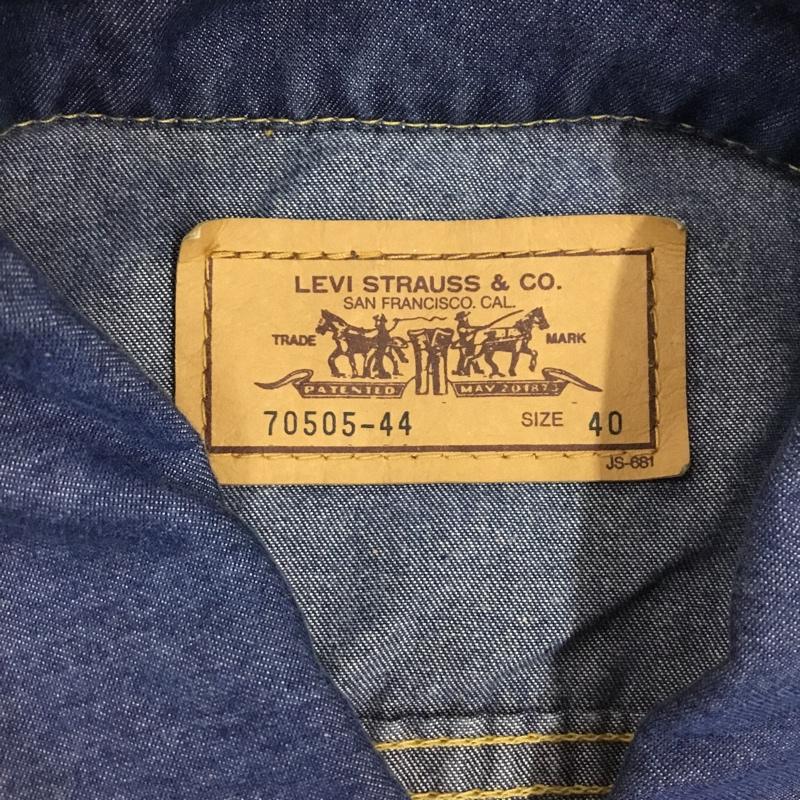 LEVI STRAUSS & CO.
SAN FRANCISCO. CAL.
TRADE MARK
PATENTED MAY 20 1873
70505-44 SIZE 40
JS-681